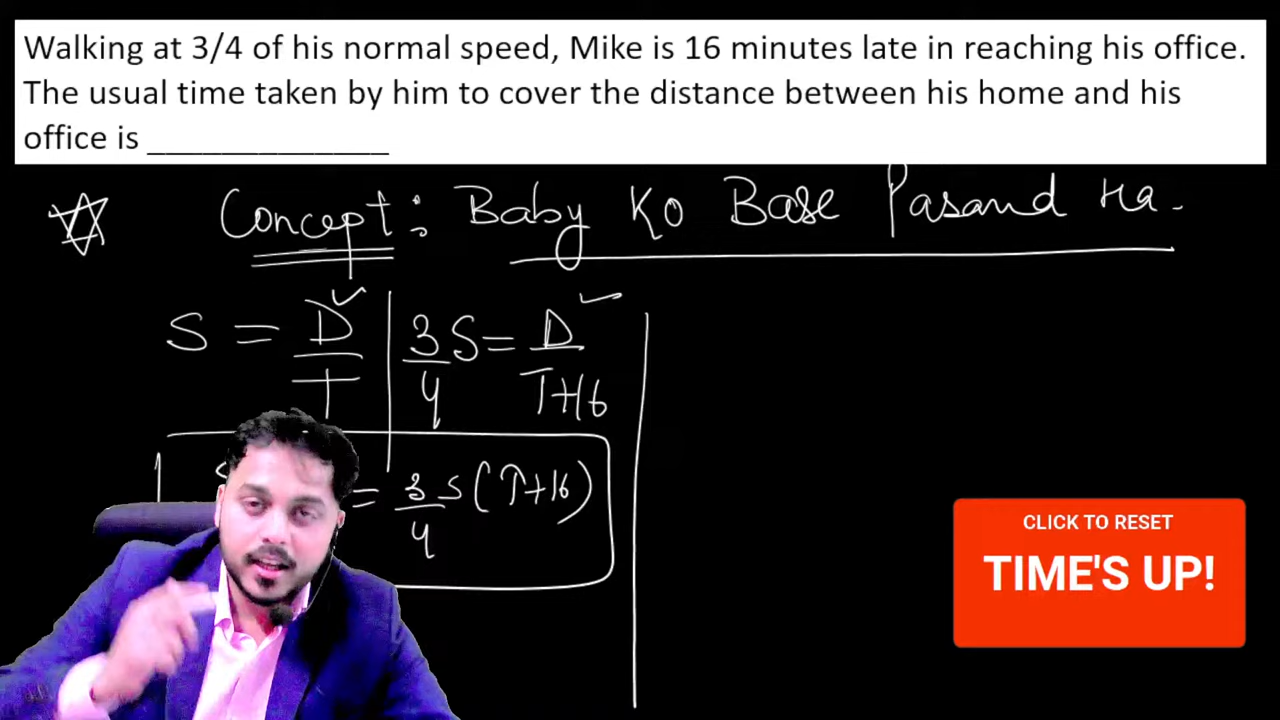 Walking at 3/4 of his normal speed, Mike is 16 minutes late in reaching his office.
The usual time taken by him to cover the distance between his home and his
office is ______________
Concept: Baby Ko Base Pasand Ha.
S = D/T | 3/4 S = D/T+16
= 3/4 S (T+16)
CLICK TO RESET
TIME'S UP!